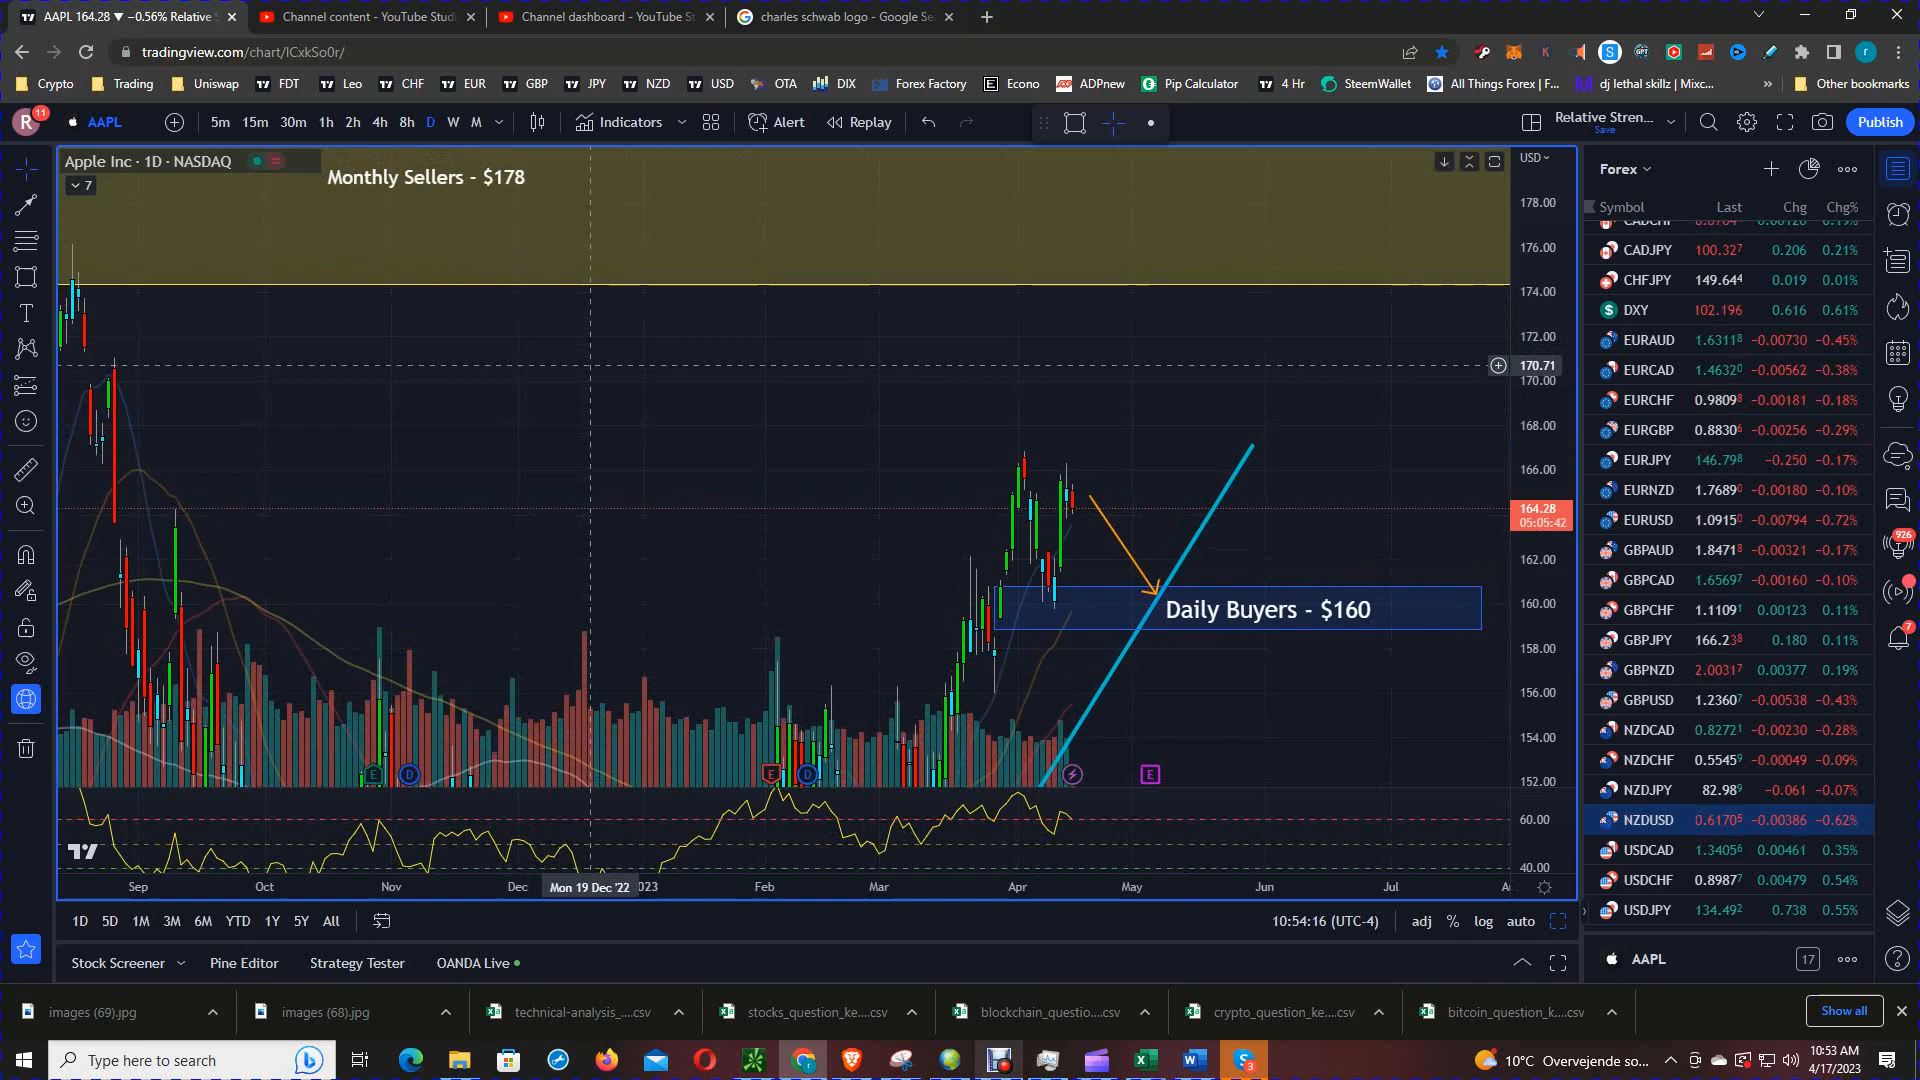 AAPL 164.28 ▼ −0.56% Relative S
Channel content - YouTube Studi
Channel dashboard - YouTube St
charles schwab logo - Google Se
tradingview.com/chart/lCxkSo0r/
Crypto
Trading
Uniswap
FDT
Leo
CHF
EUR
GBP
JPY
NZD
USD
OTA
DIX
Forex Factory
Econo
ADPnew
Pip Calculator
4 Hr
SteemWallet
All Things Forex | F...
dj lethal skillz | Mixc...
Other bookmarks
R 11 AAPL 5m 15m 30m 1h 2h 4h 8h D W M Indicators Alert Replay Relative Stren... Save Publish
Apple Inc · 1D · NASDAQ
7
Monthly Sellers - $178
Daily Buyers - $160
USD
178.00
176.00
174.00
172.00
170.71
170.00
168.00
166.00
164.28
05:05:42
162.00
160.00
158.00
156.00
154.00
152.00
60.00
40.00
E D E D E
Sep Oct Nov Dec Mon 19 Dec '22 023 Feb Mar Apr May Jun Jul
1D 5D 1M 3M 6M YTD 1Y 5Y All 10:54:16 (UTC-4) adj % log auto
Stock Screener Pine Editor Strategy Tester OANDA Live
Forex
Symbol Last Chg Chg%
CADJPY 100.327 0.206 0.21%
CHFJPY 149.644 0.019 0.01%
DXY 102.196 0.616 0.61%
EURAUD 1.63118 −0.00730 −0.45%
EURCAD 1.46320 −0.00562 −0.38%
EURCHF 0.98098 −0.00181 −0.18%
EURGBP 0.88306 −0.00256 −0.29%
EURJPY 146.798 −0.250 −0.17%
EURNZD 1.76890 −0.00180 −0.10%
EURUSD 1.09150 −0.00794 −0.72%
GBPAUD 1.84718 −0.00321 −0.17%
GBPCAD 1.65697 −0.00160 −0.10%
GBPCHF 1.11091 0.00123 0.11%
GBPJPY 166.238 0.180 0.11%
GBPNZD 2.00317 0.00377 0.19%
GBPUSD 1.23607 −0.00538 −0.43%
NZDCAD 0.82721 −0.00230 −0.28%
NZDCHF 0.55459 −0.00049 −0.09%
NZDJPY 82.989 −0.061 −0.07%
NZDUSD 0.61705 −0.00386 −0.62%
USDCAD 1.34056 0.00461 0.35%
USDCHF 0.89877 0.00479 0.54%
USDJPY 134.492 0.738 0.55%
AAPL 17
926
7
images (69).jpg
images (68).jpg
technical-analysis_....csv
stocks_question_ke....csv
blockchain_questio....csv
crypto_question_ke....csv
bitcoin_question_k....csv
Show all
Type here to search
10°C Overvejende so...
10:53 AM
4/17/2023